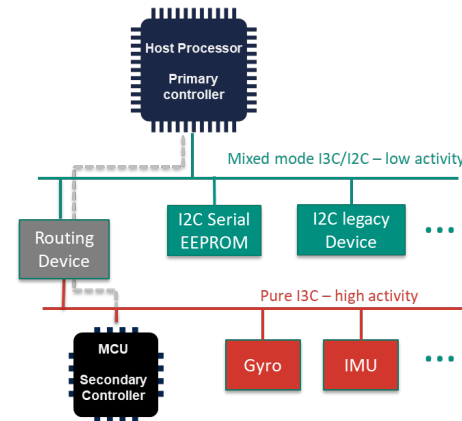 Host Processor
Primary
controller
Mixed mode I3C/I2C – low activity
Routing
Device
I2C Serial
EEPROM
I2C legacy
Device
...
Pure I3C – high activity
MCU
Secondary
Controller
Gyro
IMU
...